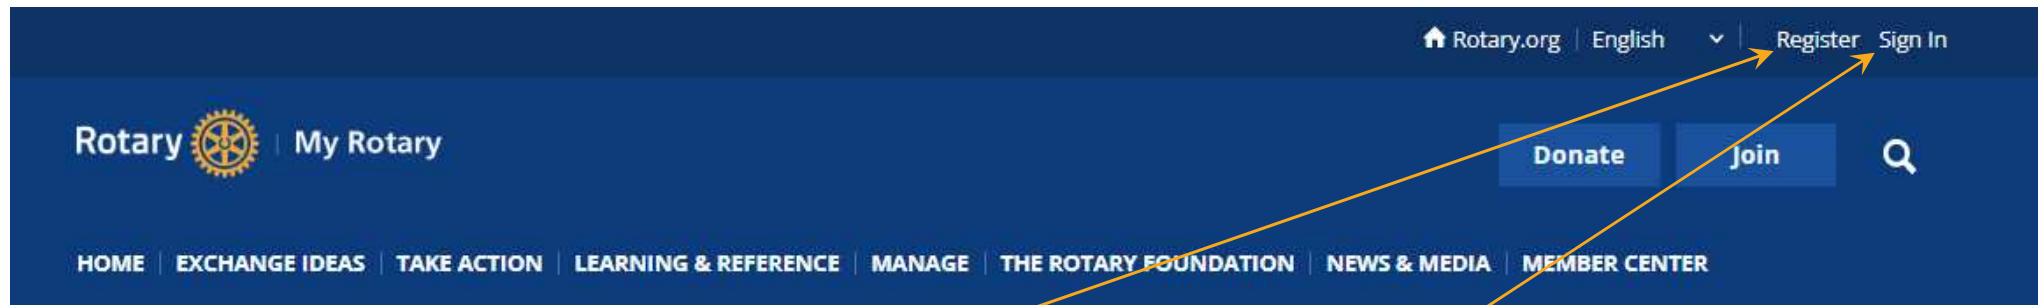 Rotary.org English Register Sign In
Rotary My Rotary
Donate Join
HOME EXCHANGE IDEAS TAKE ACTION LEARNING & REFERENCE MANAGE THE ROTARY FOUNDATION NEWS & MEDIA MEMBER CENTER